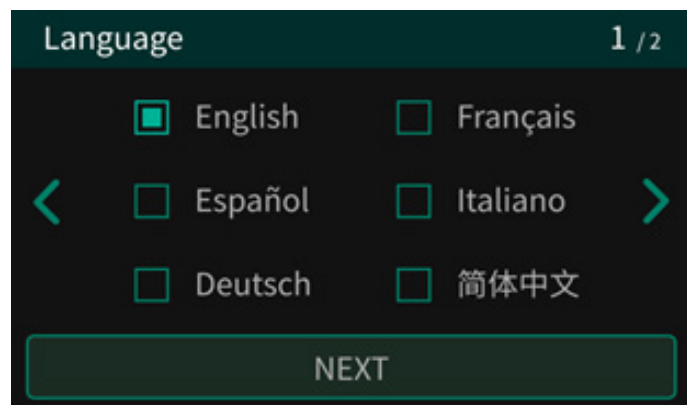 Language 1 / 2
English Français
Español Italiano
Deutsch 简体中文
NEXT